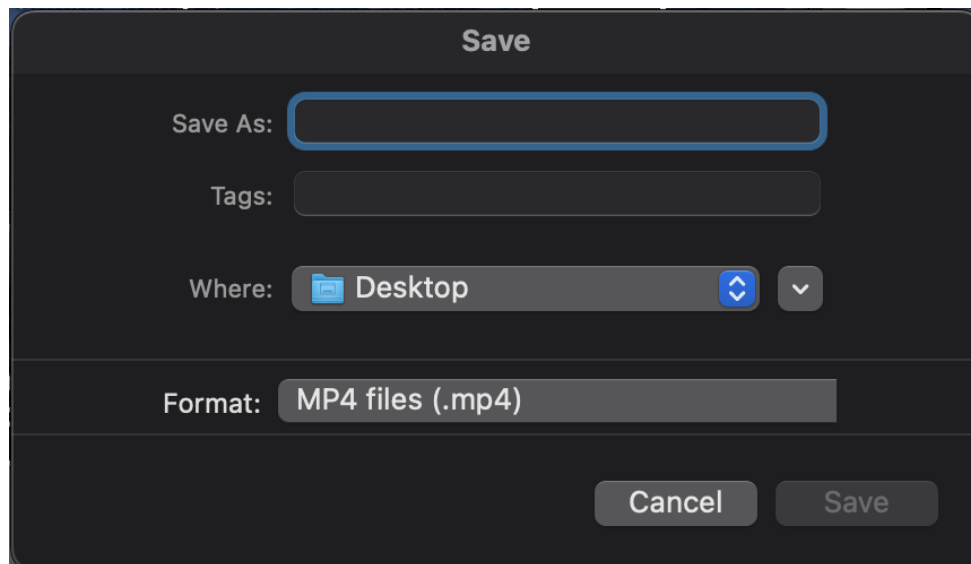 Save
Save As:
Tags:
Where: Desktop
Format: MP4 files (.mp4)
Cancel Save